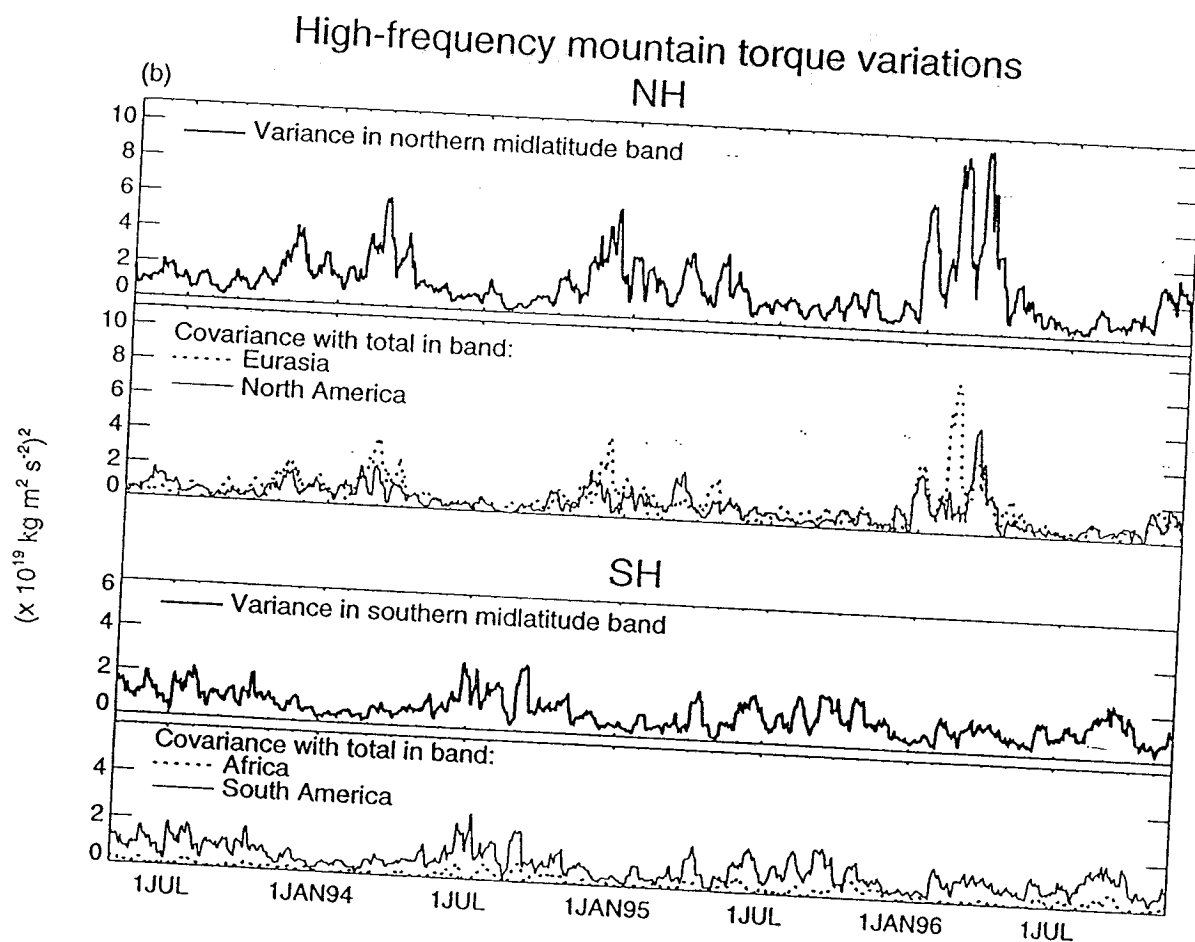 High-frequency mountain torque variations
(b)
NH
10
8
6
4
2
0
Variance in northern midlatitude band
10
8
6
4
2
0
Covariance with total in band:
Eurasia
North America
(x 10¹⁹ kg m² s⁻²)²
SH
6
4
2
0
Variance in southern midlatitude band
Covariance with total in band:
Africa
South America
4
2
0
1JUL 1JAN94 1JUL 1JAN95 1JUL 1JAN96 1JUL